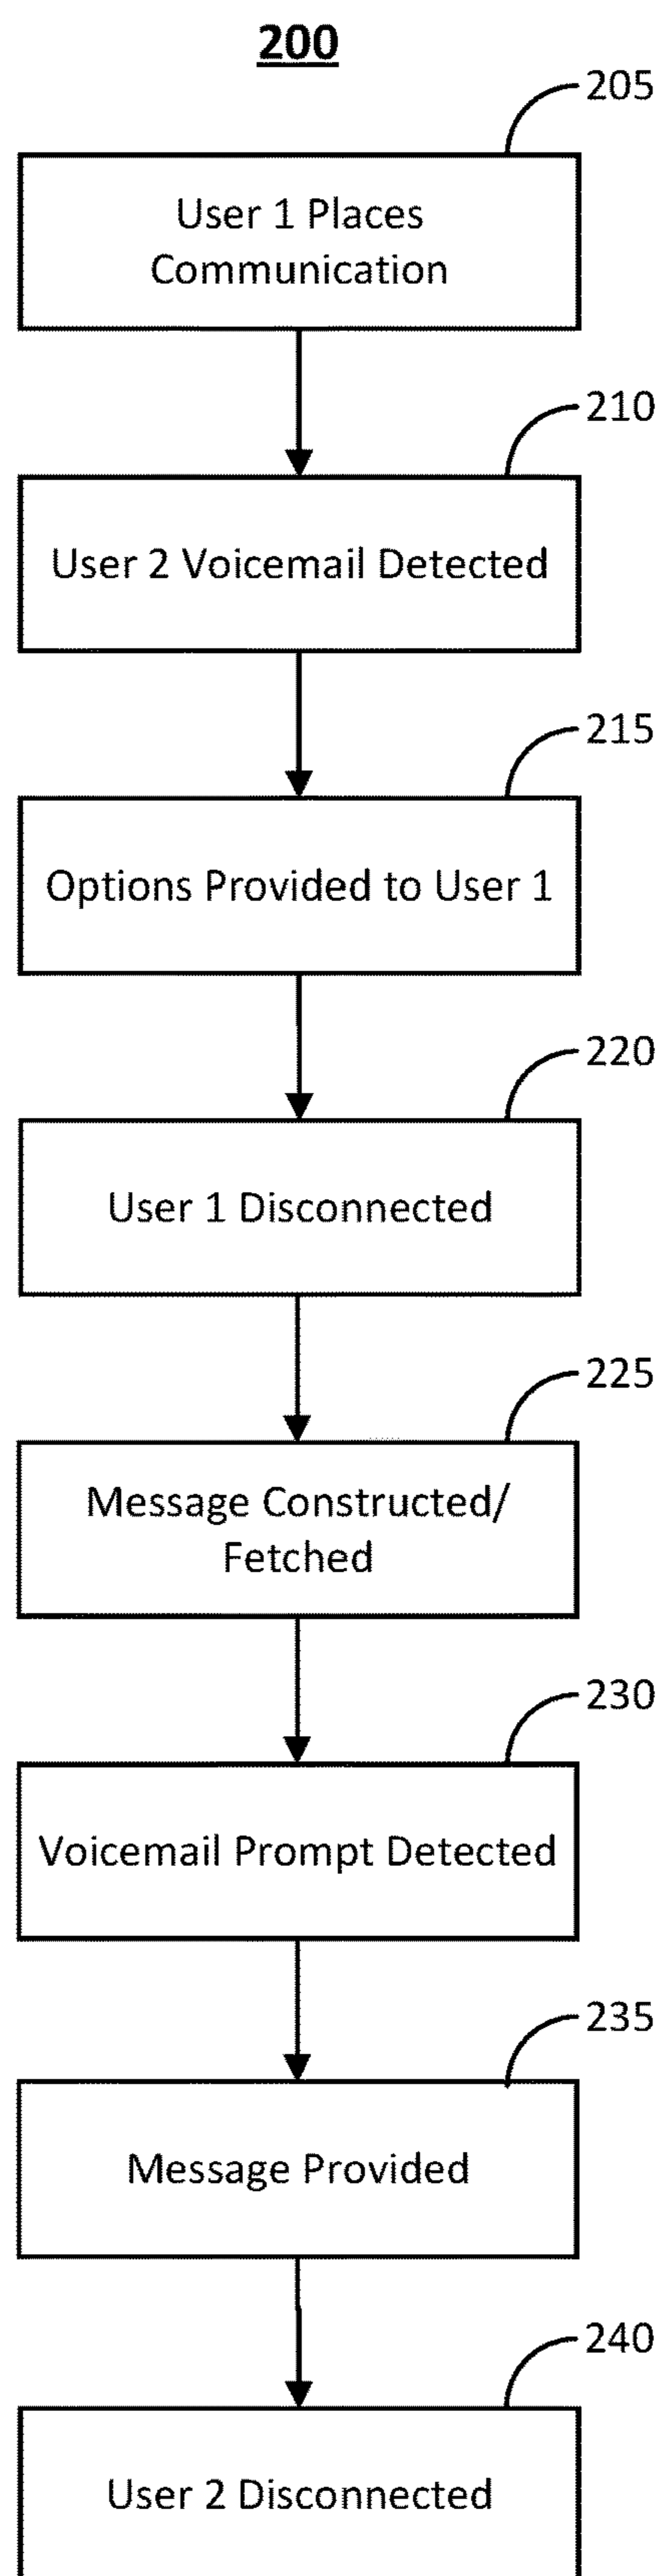 200
205
User 1 Places
Communication
210
User 2 Voicemail Detected
215
Options Provided to User 1
220
User 1 Disconnected
225
Message Constructed/
Fetched
230
Voicemail Prompt Detected
235
Message Provided
240
User 2 Disconnected